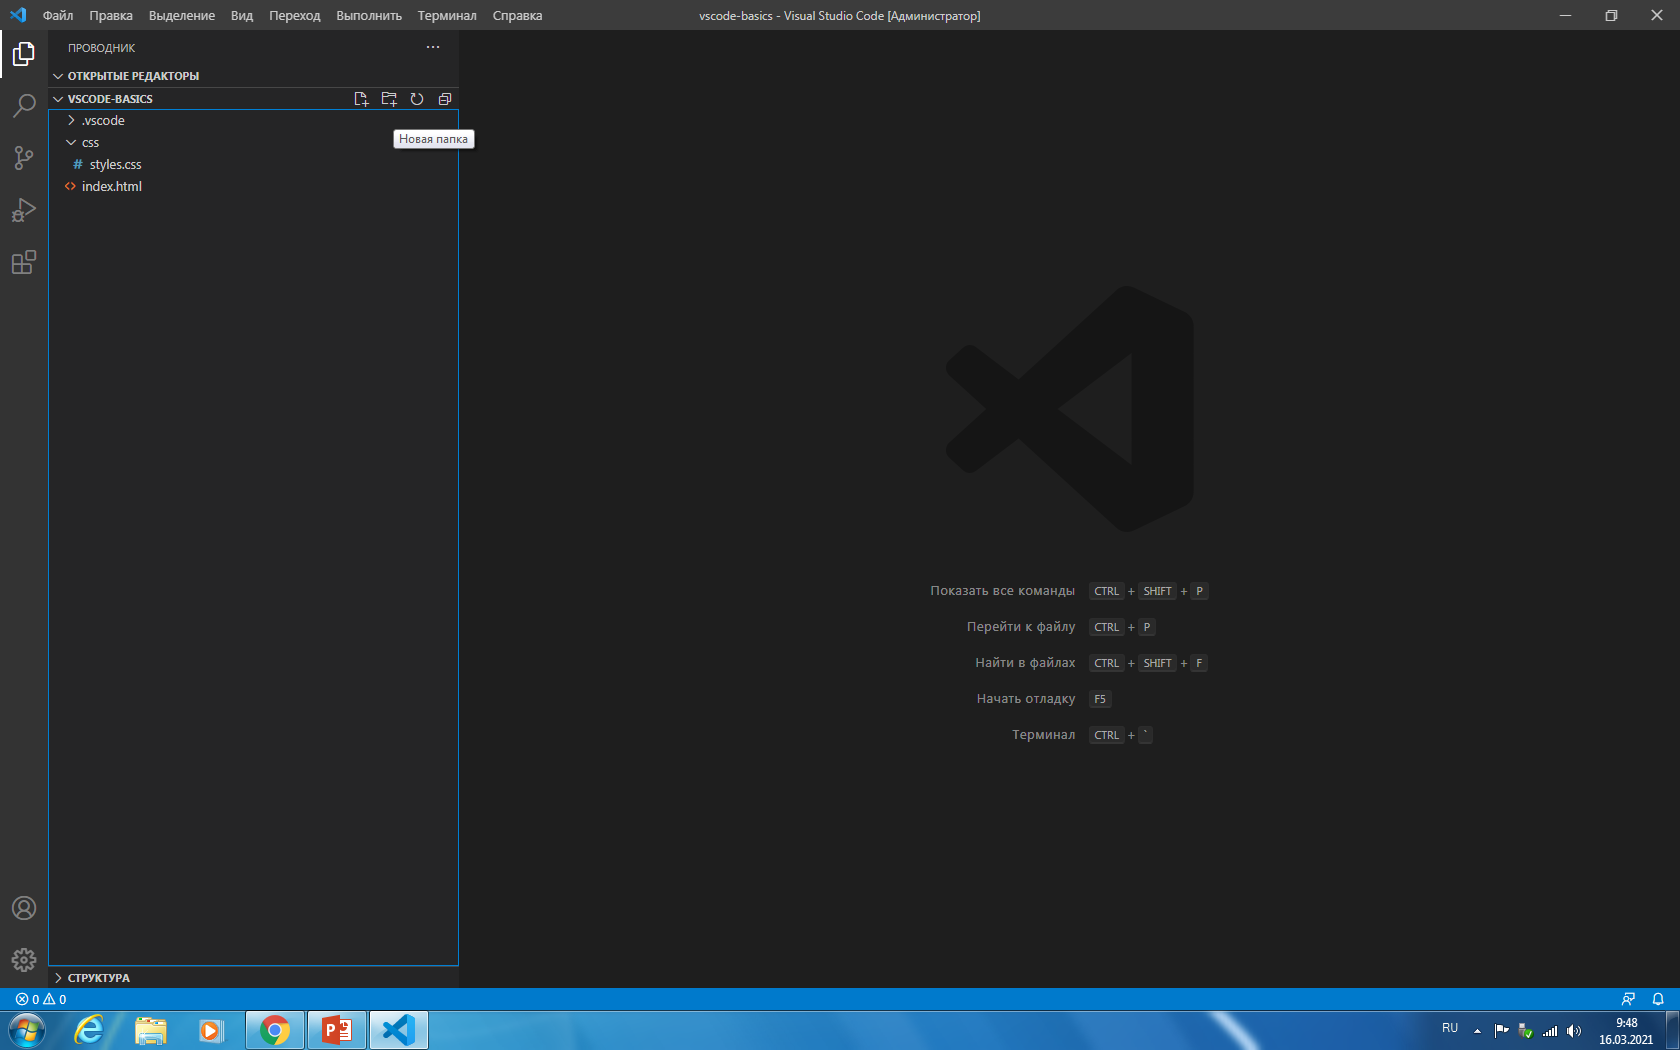 Файл Правка Выделение Вид Переход Выполнить Терминал Справка vscode-basics - Visual Studio Code [Администратор]
ПРОВОДНИК
ОТКРЫТЫЕ РЕДАКТОРЫ
VSCODE-BASICS
.vscode
Новая папка
css
# styles.css
index.html
Показать все команды CTRL + SHIFT + P
Перейти к файлу CTRL + P
Найти в файлах CTRL + SHIFT + F
Начать отладку F5
Терминал CTRL + `
СТРУКТУРА
0 0
RU 9:48
16.03.2021